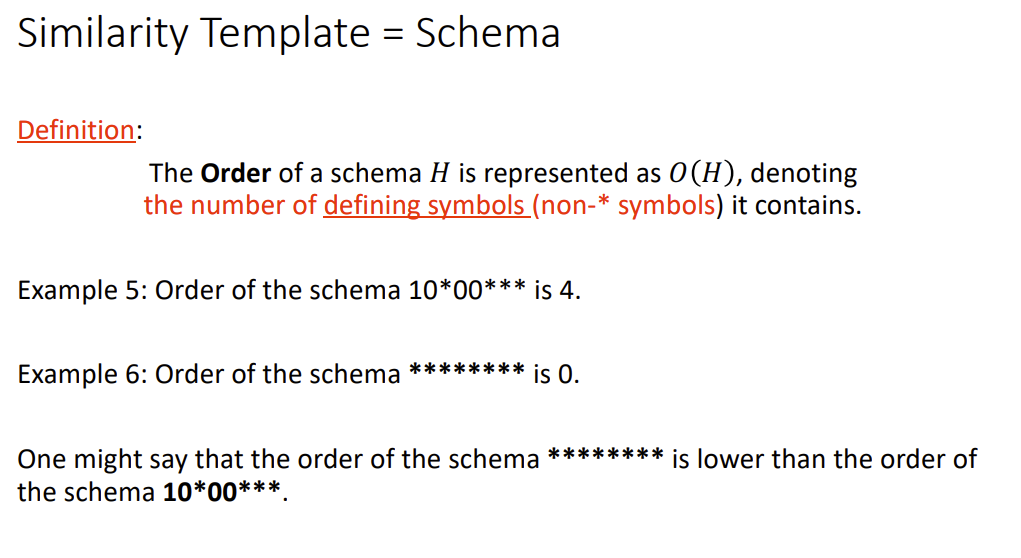 Similarity Template = Schema
Definition:
The Order of a schema H is represented as O(H), denoting
the number of defining symbols (non-* symbols) it contains.
Example 5: Order of the schema 10*00*** is 4.
Example 6: Order of the schema ******** is 0.
One might say that the order of the schema ******** is lower than the order of
the schema 10*00***.